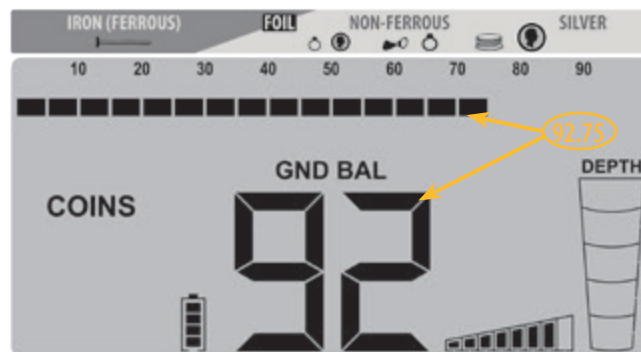 IRON (FERROUS) FOIL NON-FERROUS SILVER
10 20 30 40 50 60 70 80 90
92.75
GND BAL DEPTH
COINS
92